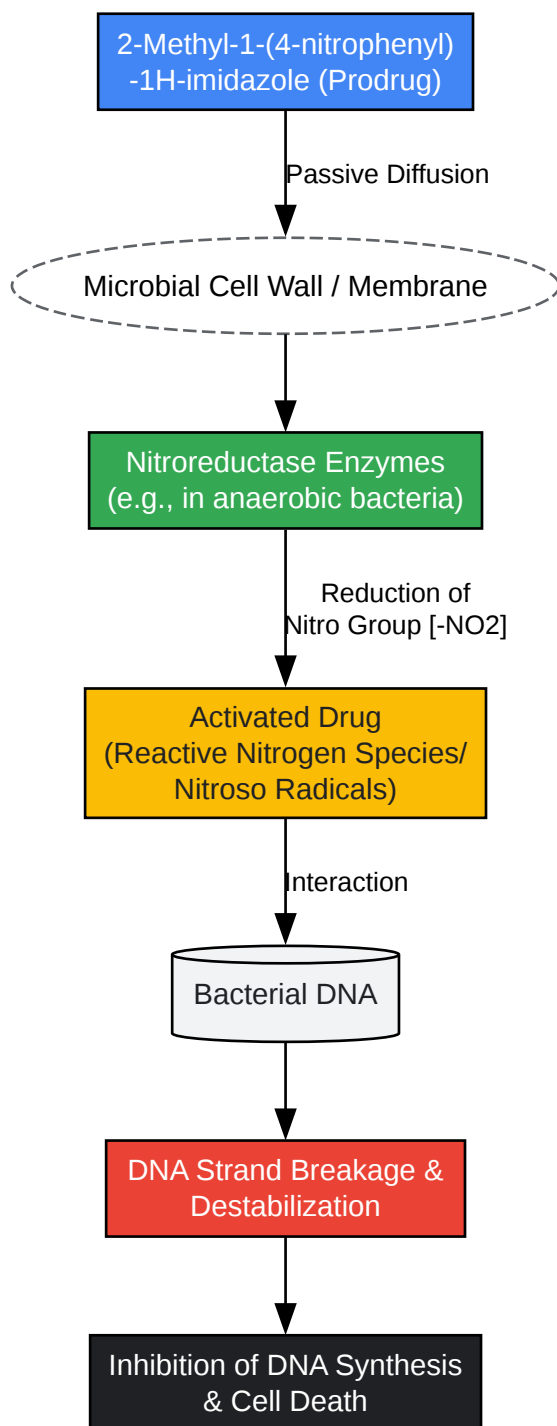 2-Methyl-1-(4-nitrophenyl)
-1H-imidazole (Prodrug)
Passive Diffusion
Microbial Cell Wall / Membrane
Nitroreductase Enzymes
(e.g., in anaerobic bacteria)
Reduction of
Nitro Group [-NO2]
Activated Drug
(Reactive Nitrogen Species/
Nitroso Radicals)
Interaction
Bacterial DNA
DNA Strand Breakage &
Destabilization
Inhibition of DNA Synthesis
& Cell Death